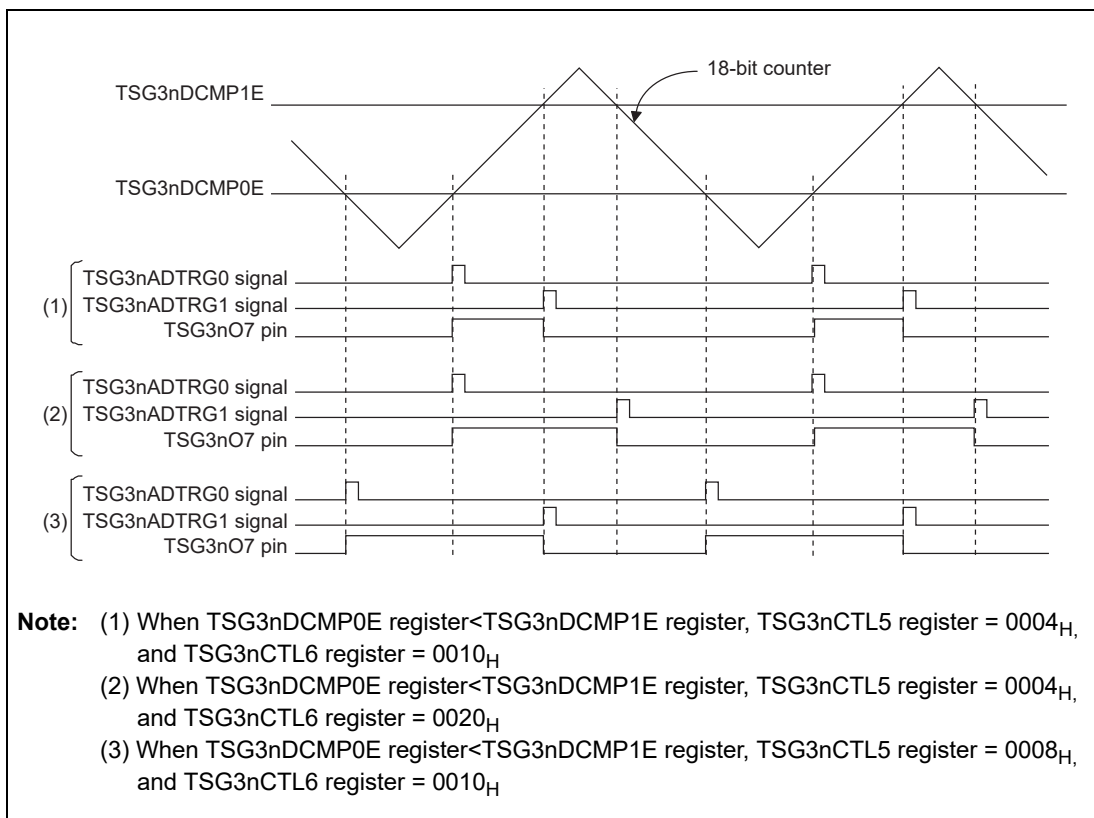 18-bit counter
TSG3nDCMP1E
TSG3nDCMP0E
(1)
TSG3nADTRG0 signal
TSG3nADTRG1 signal
TSG3nO7 pin
(2)
TSG3nADTRG0 signal
TSG3nADTRG1 signal
TSG3nO7 pin
(3)
TSG3nADTRG0 signal
TSG3nADTRG1 signal
TSG3nO7 pin
Note: (1) When TSG3nDCMP0E register<TSG3nDCMP1E register, TSG3nCTL5 register = 0004H,
and TSG3nCTL6 register = 0010H
(2) When TSG3nDCMP0E register<TSG3nDCMP1E register, TSG3nCTL5 register = 0004H,
and TSG3nCTL6 register = 0020H
(3) When TSG3nDCMP0E register<TSG3nDCMP1E register, TSG3nCTL5 register = 0008H,
and TSG3nCTL6 register = 0010H